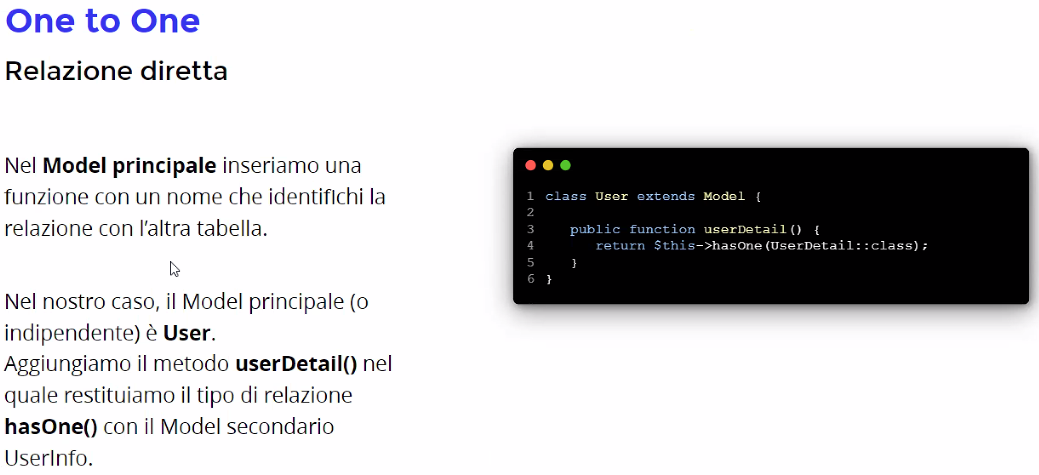 One to One
Relazione diretta
Nel Model principale inseriamo una
funzione con un nome che identifichi la
relazione con l'altra tabella.
Nel nostro caso, il Model principale (o
indipendente) è User.
Aggiungiamo il metodo userDetail() nel
quale restituiamo il tipo di relazione
hasOne() con il Model secondario
UserInfo.
1 class User extends Model {
2
3    public function userDetail() {
4       return $this->hasOne(UserDetail::class);
5    }
6 }